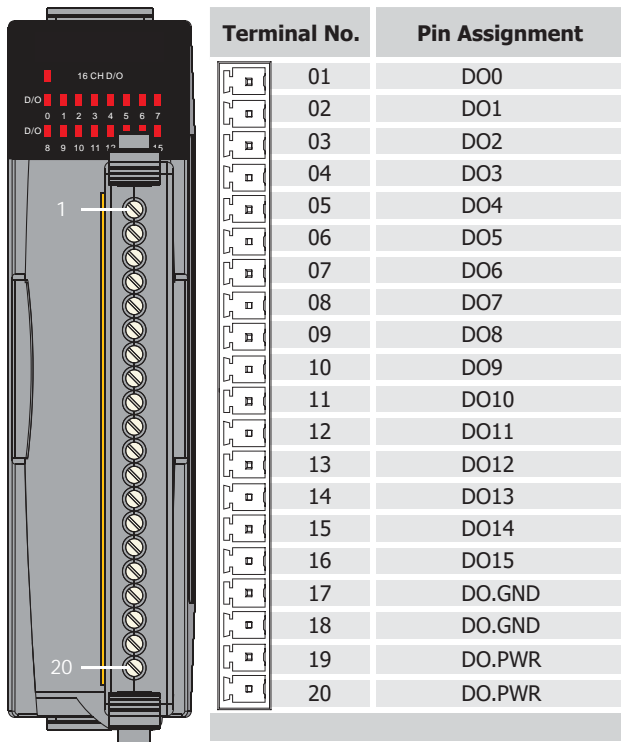 16 CH D/O
D/O
0 1 2 3 4 5 6 7
D/O
8 9 10 11 12 15
1
20
Terminal No. Pin Assignment
01 DO0
02 DO1
03 DO2
04 DO3
05 DO4
06 DO5
07 DO6
08 DO7
09 DO8
10 DO9
11 DO10
12 DO11
13 DO12
14 DO13
15 DO14
16 DO15
17 DO.GND
18 DO.GND
19 DO.PWR
20 DO.PWR